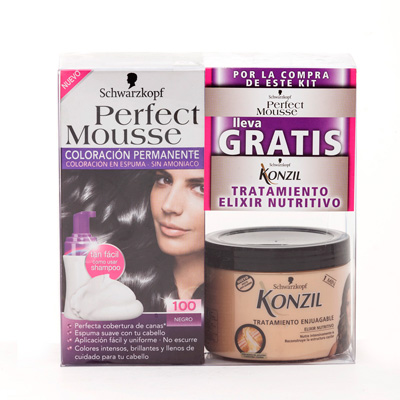 NUEVO
Schwarzkopf
Perfect
Mousse
COLORACIÓN PERMANENTE
COLORACIÓN EN ESPUMA - SIN AMONIACO
tan fácil
como usar
shampoo
100
NEGRO
• Perfecta cobertura de canas*
• Espuma suave con tu cabello
• Aplicación fácil y uniforme - No escurre
• Colores intensos, brillantes y llenos de
cuidado para tu cabello
POR LA COMPRA
DE ESTE KIT
Schwarzkopf
Perfect
Mousse
lleva
GRATIS
Schwarzkopf
KONZIL
TRATAMIENTO
ELIXIR NUTRITIVO
Schwarzkopf
KONZIL
TRATAMIENTO ENJUAGABLE
ELIXIR NUTRITIVO